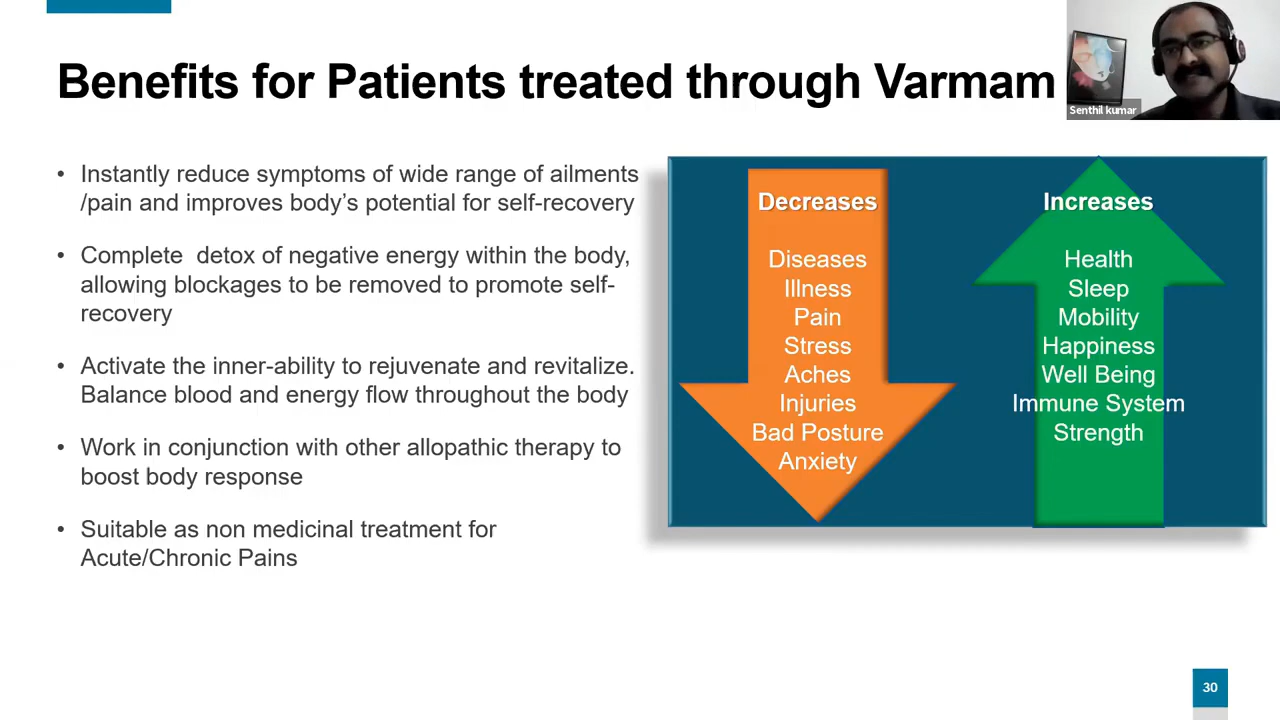 Benefits for Patients treated through Varmam
Senthil kumar
• Instantly reduce symptoms of wide range of ailments
/pain and improves body’s potential for self-recovery
• Complete  detox of negative energy within the body,
allowing blockages to be removed to promote self-
recovery
• Activate the inner-ability to rejuvenate and revitalize.
Balance blood and energy flow throughout the body
• Work in conjunction with other allopathic therapy to
boost body response
• Suitable as non medicinal treatment for
Acute/Chronic Pains
Decreases
Diseases
Illness
Pain
Stress
Aches
Injuries
Bad Posture
Anxiety
Increases
Health
Sleep
Mobility
Happiness
Well Being
Immune System
Strength
30